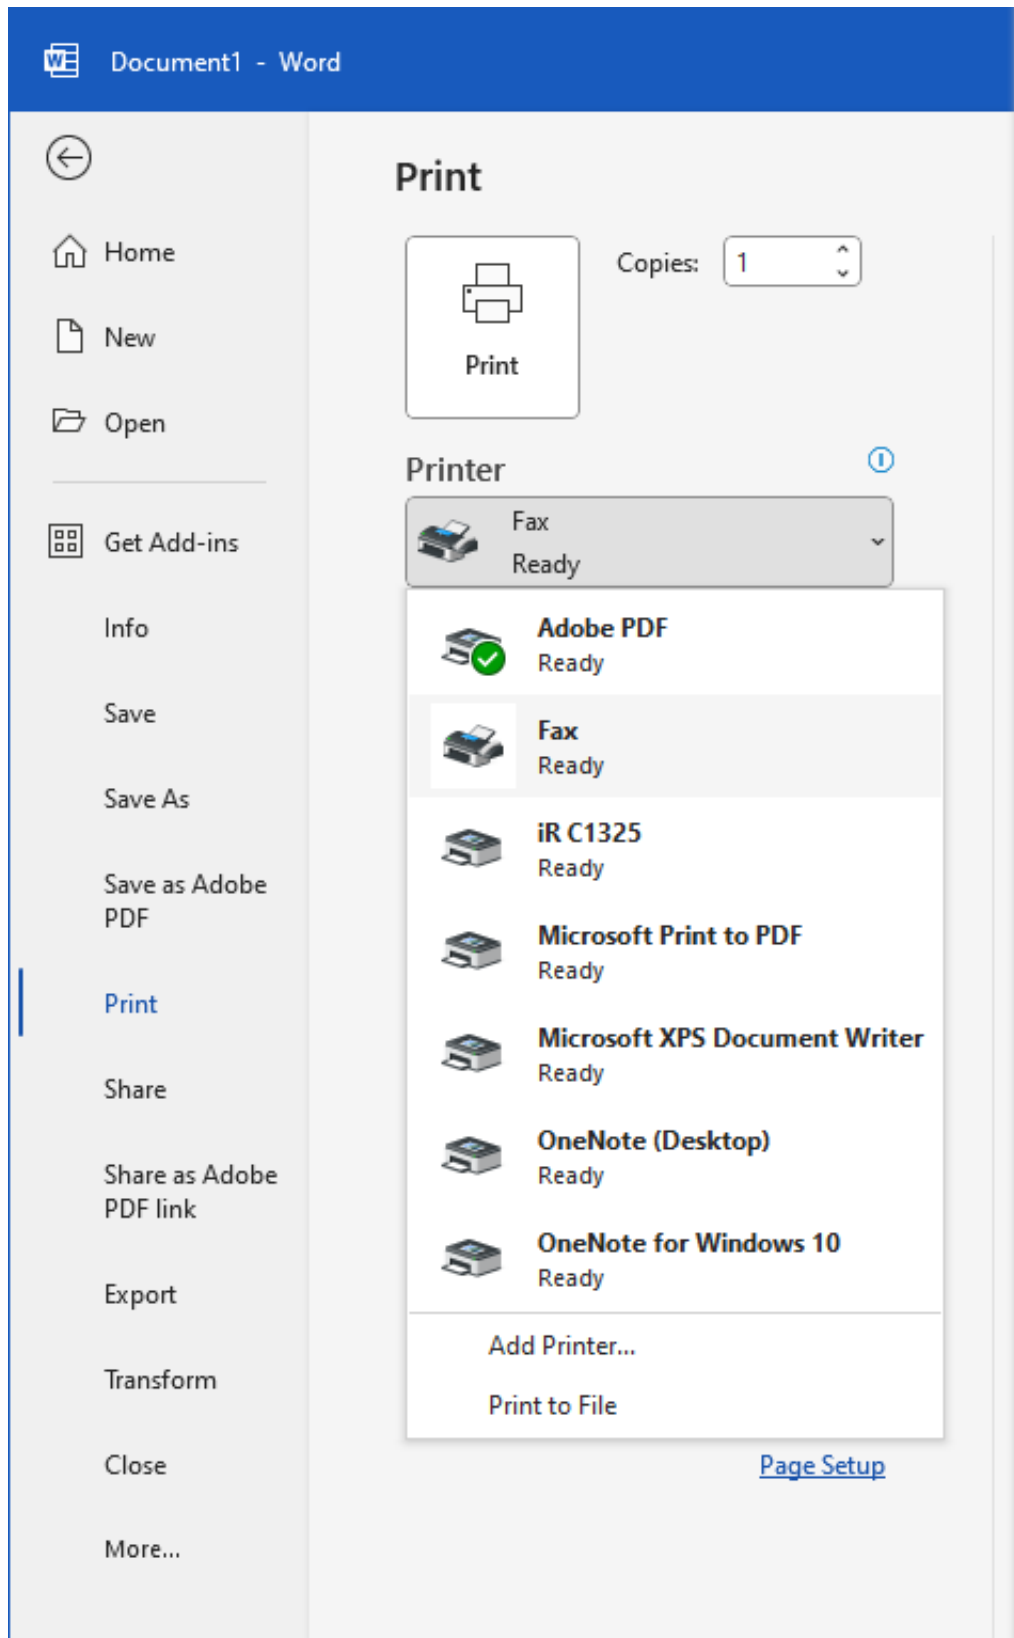 Document1 - Word
Home
New
Open
Get Add-ins
Info
Save
Save As
Save as Adobe
PDF
Print
Share
Share as Adobe
PDF link
Export
Transform
Close
More...
Print
Print
Copies: 1
Printer
Fax
Ready
Adobe PDF
Ready
Fax
Ready
iR C1325
Ready
Microsoft Print to PDF
Ready
Microsoft XPS Document Writer
Ready
OneNote (Desktop)
Ready
OneNote for Windows 10
Ready
Add Printer...
Print to File
Page Setup